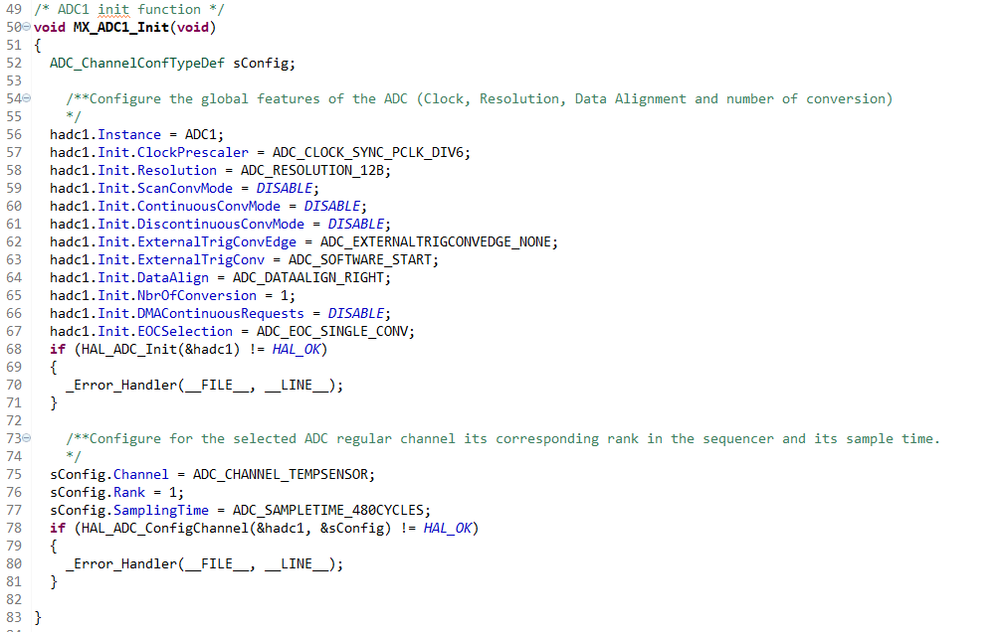 49 /* ADC1 init function */
50 void MX_ADC1_Init(void)
51 {
52 ADC_ChannelConfTypeDef sConfig;
53
54 /**Configure the global features of the ADC (Clock, Resolution, Data Alignment and number of conversion)
55 */
56 hadc1.Instance = ADC1;
57 hadc1.Init.ClockPrescaler = ADC_CLOCK_SYNC_PCLK_DIV6;
58 hadc1.Init.Resolution = ADC_RESOLUTION_12B;
59 hadc1.Init.ScanConvMode = DISABLE;
60 hadc1.Init.ContinuousConvMode = DISABLE;
61 hadc1.Init.DiscontinuousConvMode = DISABLE;
62 hadc1.Init.ExternalTrigConvEdge = ADC_EXTERNALTRIGCONVEDGE_NONE;
63 hadc1.Init.ExternalTrigConv = ADC_SOFTWARE_START;
64 hadc1.Init.DataAlign = ADC_DATAALIGN_RIGHT;
65 hadc1.Init.NbrOfConversion = 1;
66 hadc1.Init.DMAContinuousRequests = DISABLE;
67 hadc1.Init.EOCSelection = ADC_EOC_SINGLE_CONV;
68 if (HAL_ADC_Init(&hadc1) != HAL_OK)
69 {
70 _Error_Handler(__FILE__, __LINE__);
71 }
72
73 /**Configure for the selected ADC regular channel its corresponding rank in the sequencer and its sample time.
74 */
75 sConfig.Channel = ADC_CHANNEL_TEMPSENSOR;
76 sConfig.Rank = 1;
77 sConfig.SamplingTime = ADC_SAMPLETIME_480CYCLES;
78 if (HAL_ADC_ConfigChannel(&hadc1, &sConfig) != HAL_OK)
79 {
80 _Error_Handler(__FILE__, __LINE__);
81 }
82
83 }